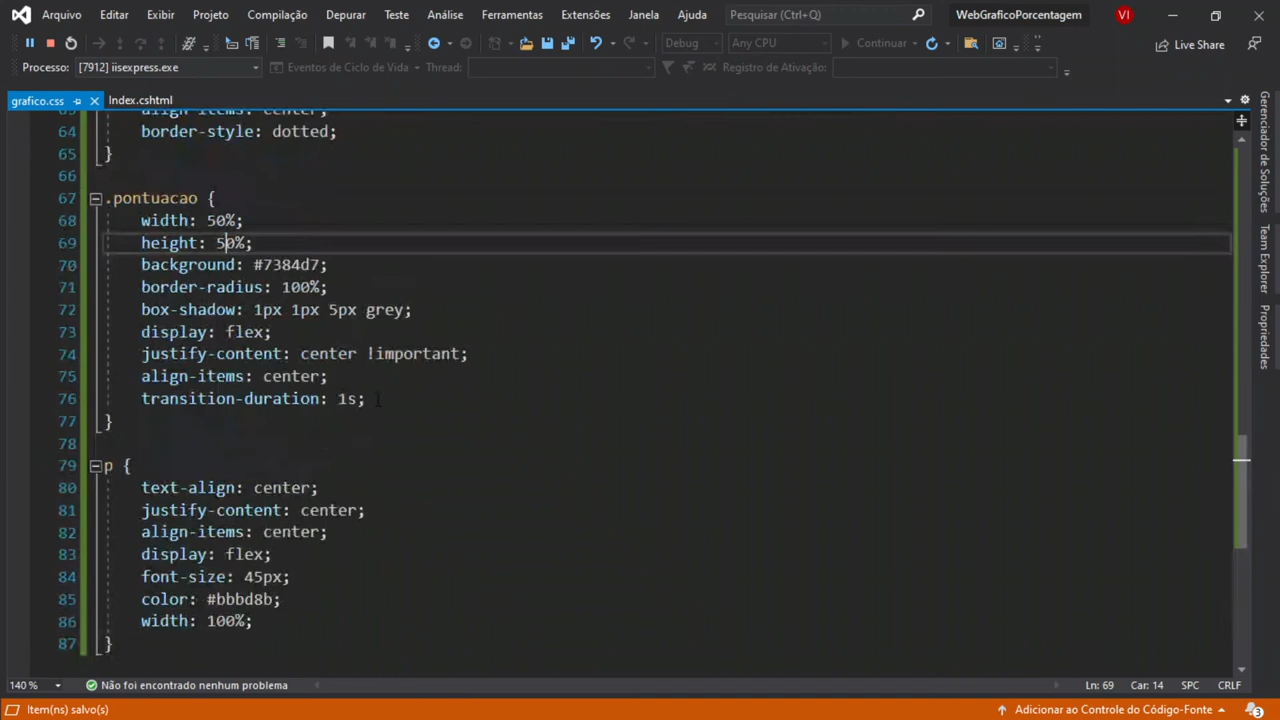 Arquivo Editar Exibir Projeto Compilação Depurar Teste Análise Ferramentas Extensões Janela Ajuda Pesquisar (Ctrl+Q) WebGraficoPorcentagem VI
Debug Any CPU Continuar Live Share
Processo: [7912] iisexpress.exe Eventos de Ciclo de Vida Thread: Registro de Ativação:
grafico.css Index.cshtml
64 border-style: dotted;
65 }
66
67 .pontuacao {
68 width: 50%;
69 height: 50%;
70 background: #7384d7;
71 border-radius: 100%;
72 box-shadow: 1px 1px 5px grey;
73 display: flex;
74 justify-content: center !important;
75 align-items: center;
76 transition-duration: 1s;
77 }
78
79 p {
80 text-align: center;
81 justify-content: center;
82 align-items: center;
83 display: flex;
84 font-size: 45px;
85 color: #bbbd8b;
86 width: 100%;
87 }
Gerenciador de Soluções
Team Explorer
Propriedades
140 % Não foi encontrado nenhum problema Ln: 69 Car: 14 SPC CRLF
Item(ns) salvo(s) Adicionar ao Controle do Código-Fonte 3